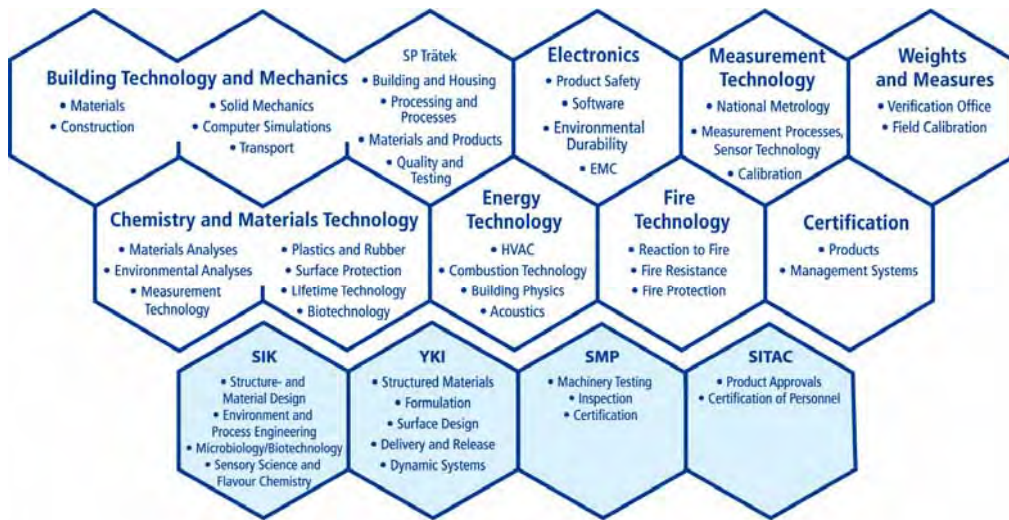 Building Technology and Mechanics
• Materials
• Construction
• Solid Mechanics
• Computer Simulations
• Transport
SP Trätek
• Building and Housing
• Processing and
Processes
• Materials and Products
• Quality and
Testing
Electronics
• Product Safety
• Software
• Environmental
Durability
• EMC
Measurement
Technology
• National Metrology
• Measurement Processes,
Sensor Technology
• Calibration
Weights
and Measures
• Verification Office
• Field Calibration
Chemistry and Materials Technology
• Materials Analyses
• Environmental Analyses
• Measurement
Technology
• Plastics and Rubber
• Surface Protection
• Lifetime Technology
• Biotechnology
Energy
Technology
• HVAC
• Combustion Technology
• Building Physics
• Acoustics
Fire
Technology
• Reaction to Fire
• Fire Resistance
• Fire Protection
Certification
• Products
• Management Systems
SIK
• Structure- and
Material Design
• Environment and
Process Engineering
• Microbiology/Biotechnology
• Sensory Science and
Flavour Chemistry
YKI
• Structured Materials
• Formulation
• Surface Design
• Delivery and Release
• Dynamic Systems
SMP
• Machinery Testing
• Inspection
• Certification
SITAC
• Product Approvals
• Certification of Personnel